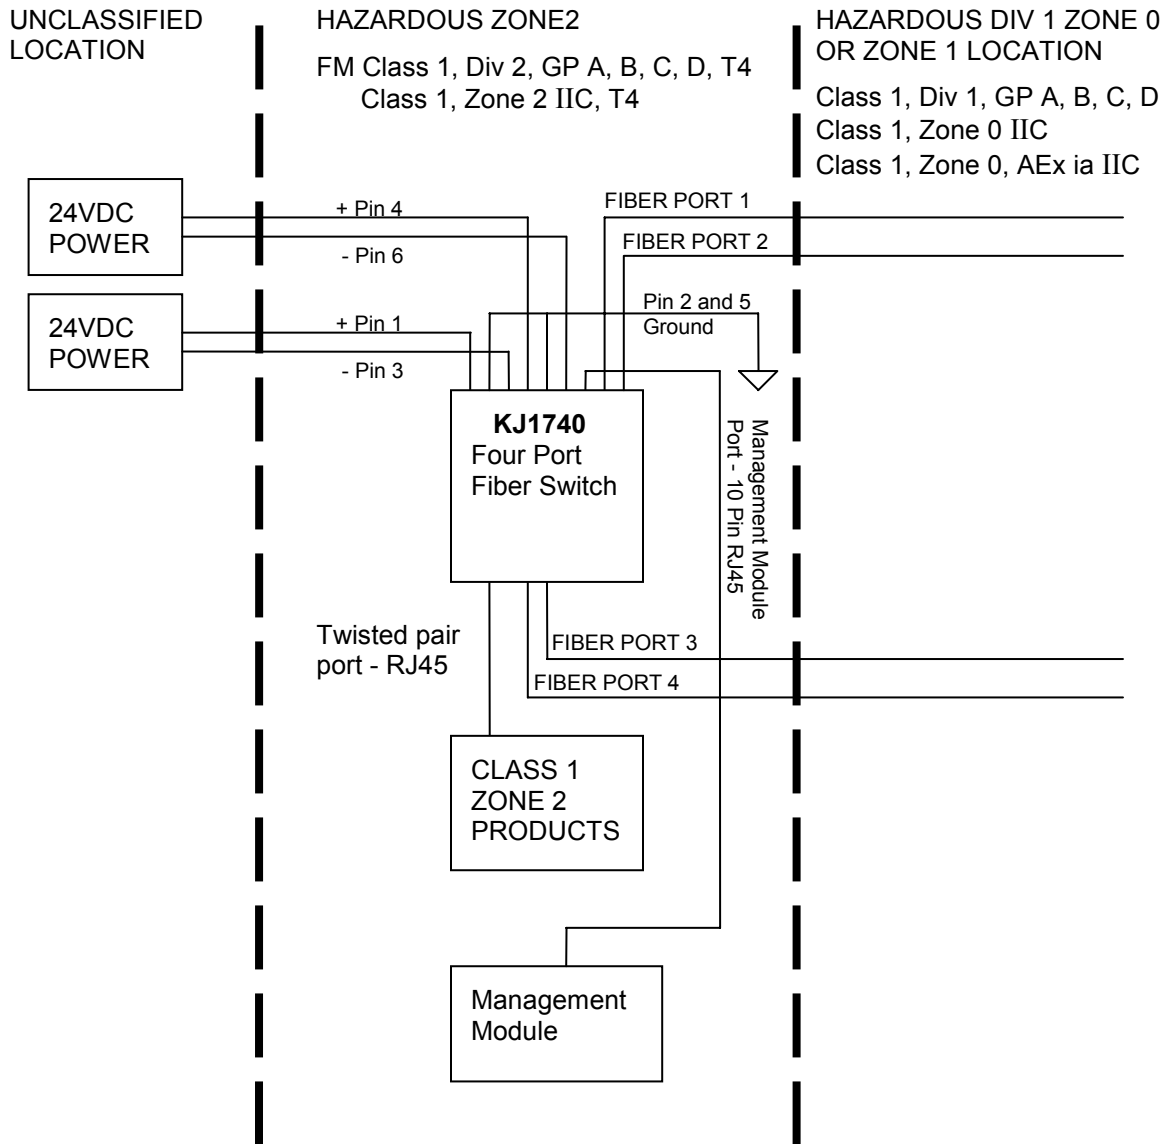 UNCLASSIFIED
LOCATION
HAZARDOUS ZONE2
FM Class 1, Div 2, GP A, B, C, D, T4
Class 1, Zone 2 IIC, T4
HAZARDOUS DIV 1 ZONE 0
OR ZONE 1 LOCATION
Class 1, Div 1, GP A, B, C, D
Class 1, Zone 0 IIC
Class 1, Zone 0, AEx ia IIC
24VDC
POWER
+ Pin 4
- Pin 6
FIBER PORT 1
FIBER PORT 2
24VDC
POWER
+ Pin 1
- Pin 3
Pin 2 and 5
Ground
KJ1740
Four Port
Fiber Switch
Management Module
Port - 10 Pin RJ45
Twisted pair
port - RJ45
FIBER PORT 3
FIBER PORT 4
CLASS 1
ZONE 2
PRODUCTS
Management
Module